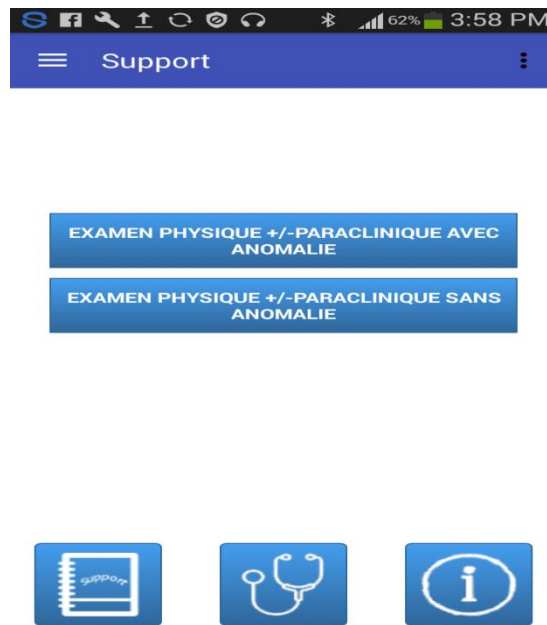 62% 3:58 PM
Support
EXAMEN PHYSIQUE +/-PARACLINIQUE AVEC
ANOMALIE
EXAMEN PHYSIQUE +/-PARACLINIQUE SANS
ANOMALIE
support